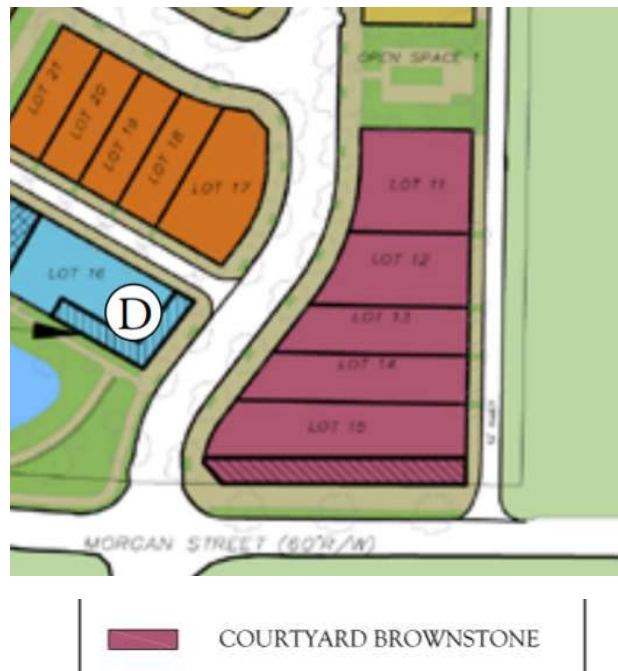 OPEN SPACE 1
LOT 21
LOT 20
LOT 19
LOT 18
LOT 17
LOT 11
LOT 12
LOT 16
D
LOT 13
LOT 14
LOT 15
MORGAN STREET (60'R/W)
COURTYARD BROWNSTONE